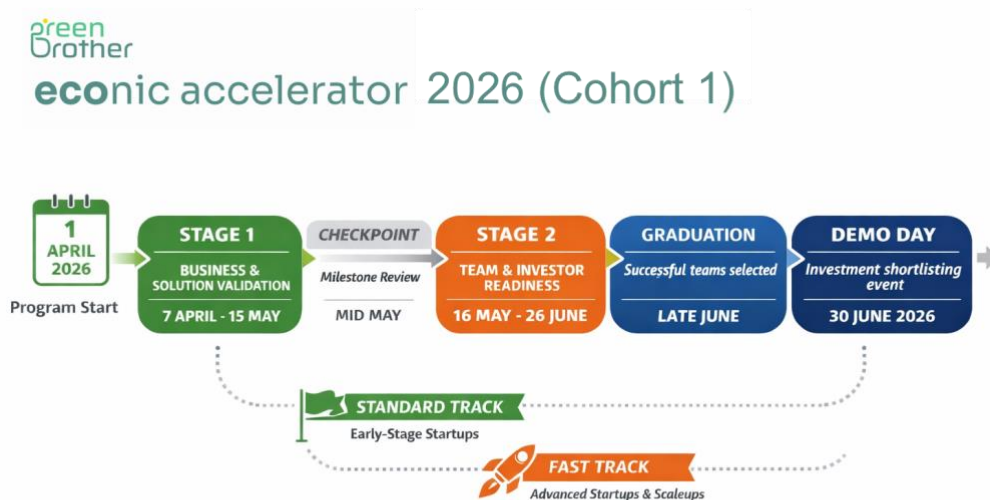 green
brother
econic accelerator 2026 (Cohort 1)
1
APRIL
2026
Program Start
STAGE 1
BUSINESS &
SOLUTION VALIDATION
7 APRIL - 15 MAY
CHECKPOINT
Milestone Review
MID MAY
STAGE 2
TEAM & INVESTOR
READINESS
16 MAY - 26 JUNE
GRADUATION
Successful teams selected
LATE JUNE
DEMO DAY
Investment shortlisting
event
30 JUNE 2026
STANDARD TRACK
Early-Stage Startups
FAST TRACK
Advanced Startups & Scaleups